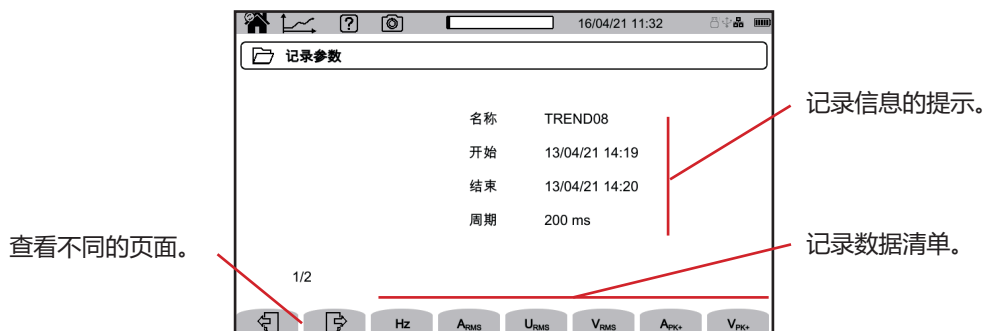 16/04/21 11:32
记录参数
名称 TREND08
开始 13/04/21 14:19
结束 13/04/21 14:20
周期 200 ms
1/2
Hz ARMS URMS VRMS APK+ VPK+
记录信息的提示。
记录数据清单。
查看不同的页面。